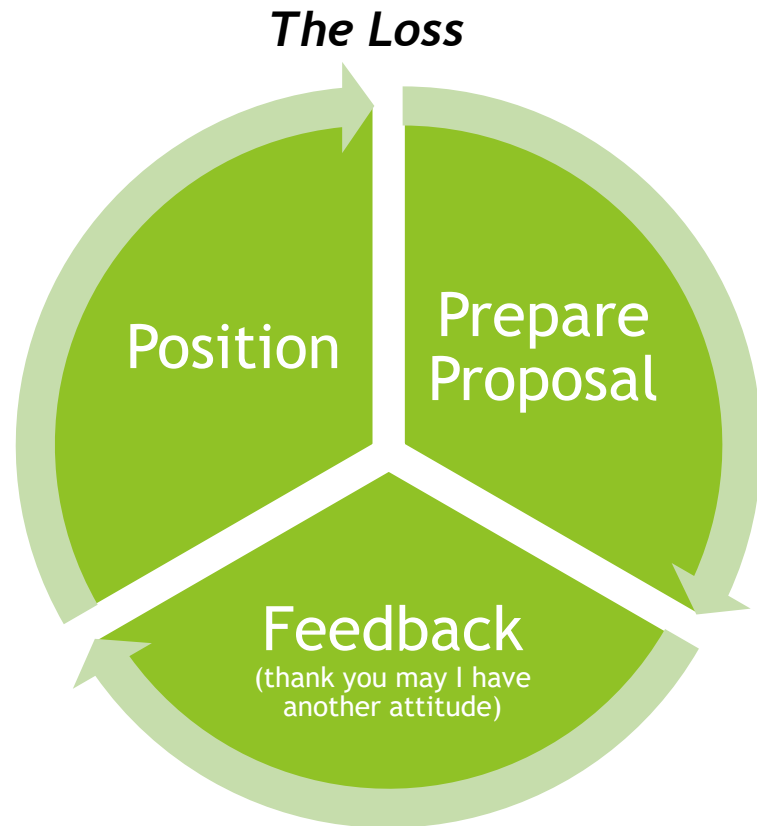 The Loss
Position
Prepare
Proposal
Feedback
(thank you may I have
another attitude)